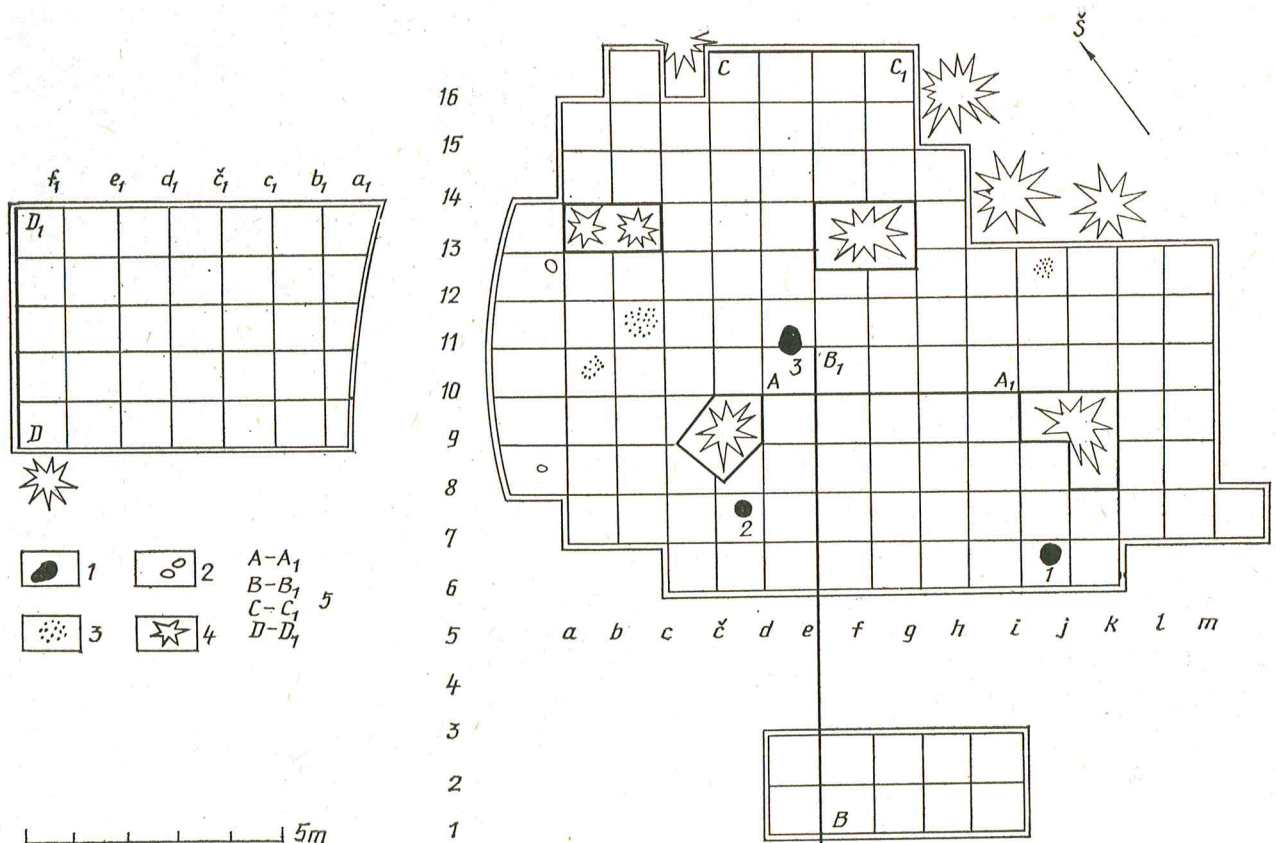 Š
C C₁
16
15
14
13
12
11
10
9
8
7
6
5
4
3
2
1
f₁ e₁ d₁ č₁ c₁ b₁ a₁
D₁
D
3 B₁
A A₁
2
1
a b c č d e f g h i j k l m
B
1 2
3 4
A–A₁
B–B₁
C–C₁ 5
D–D₁
5m